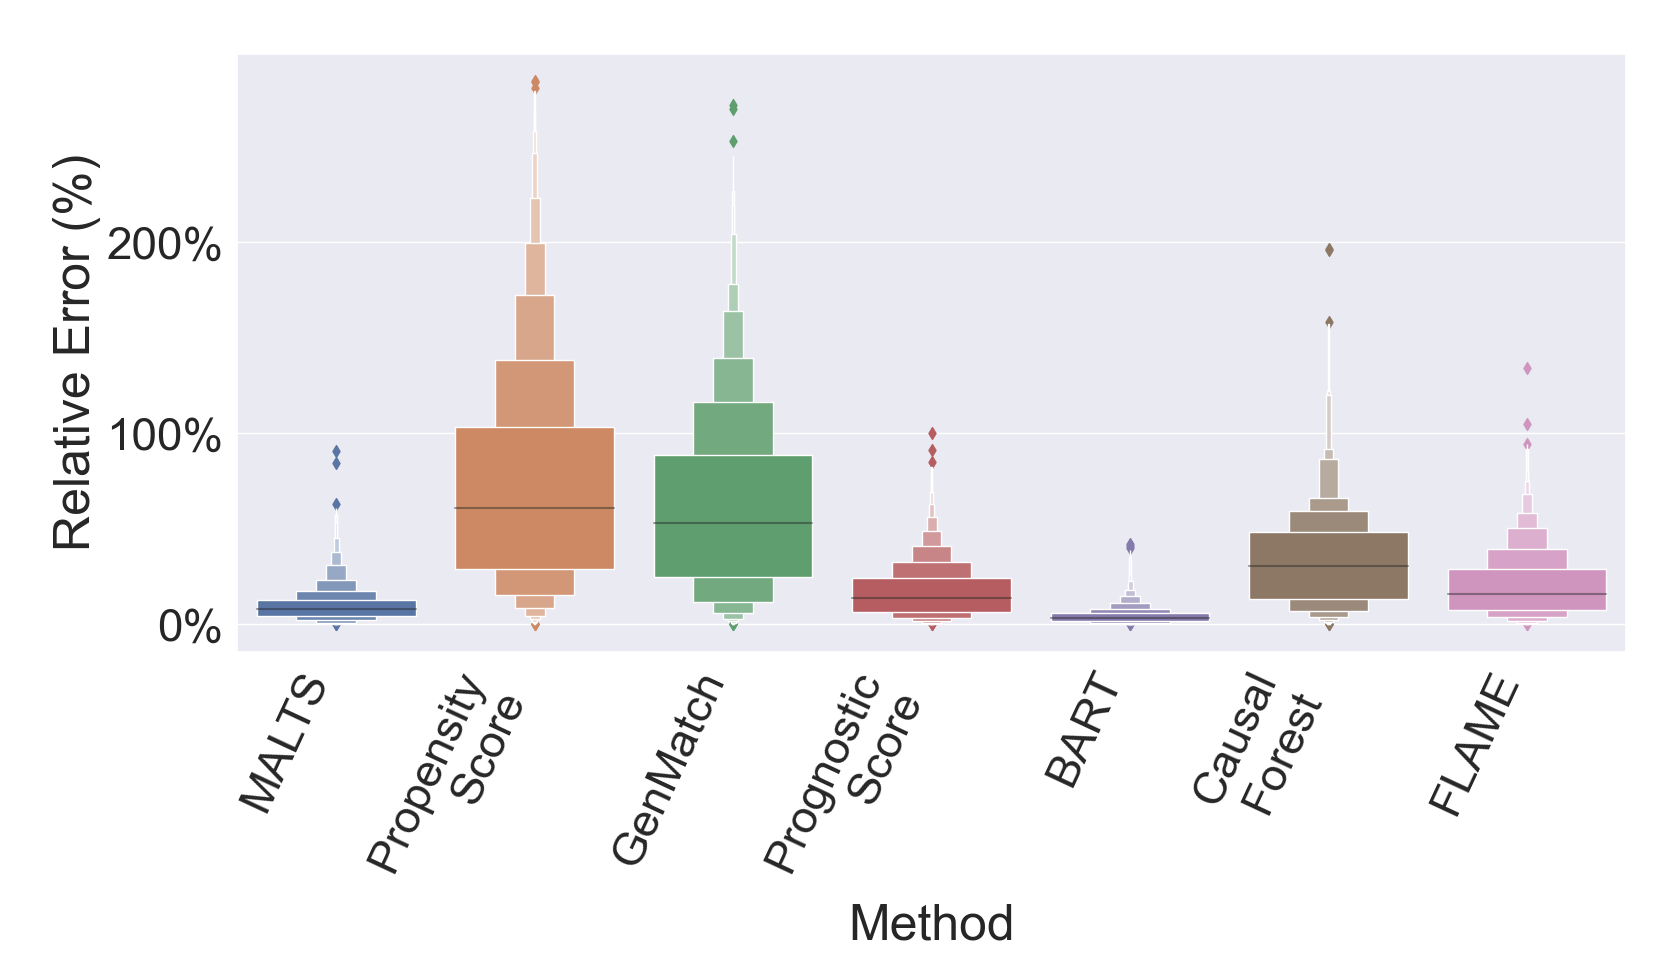 Relative Error (%)
200%
100%
0%
MALTS
Propensity
Score
GenMatch
Prognostic
Score
BART
Causal
Forest
FLAME
Method